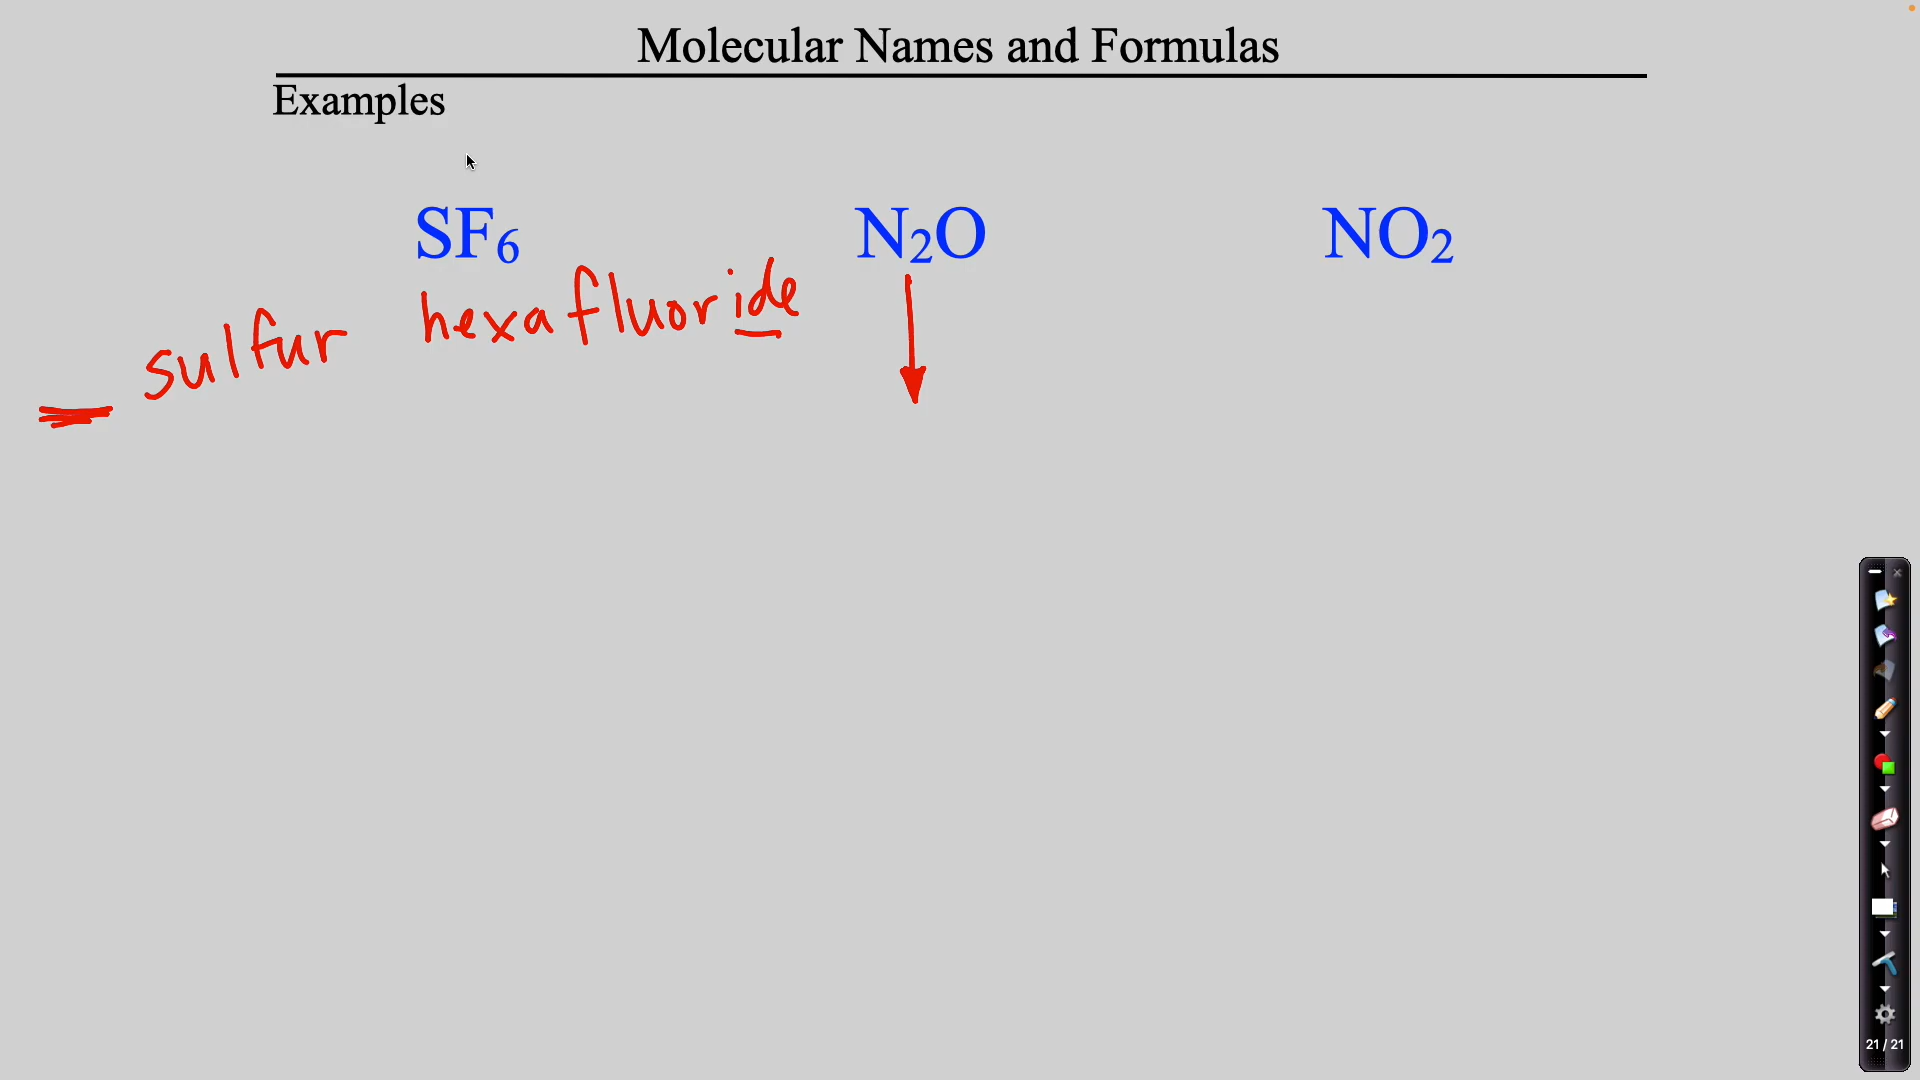 Molecular Names and Formulas
Examples
SF₆ N₂O NO₂
sulfur hexafluoride
21 / 21